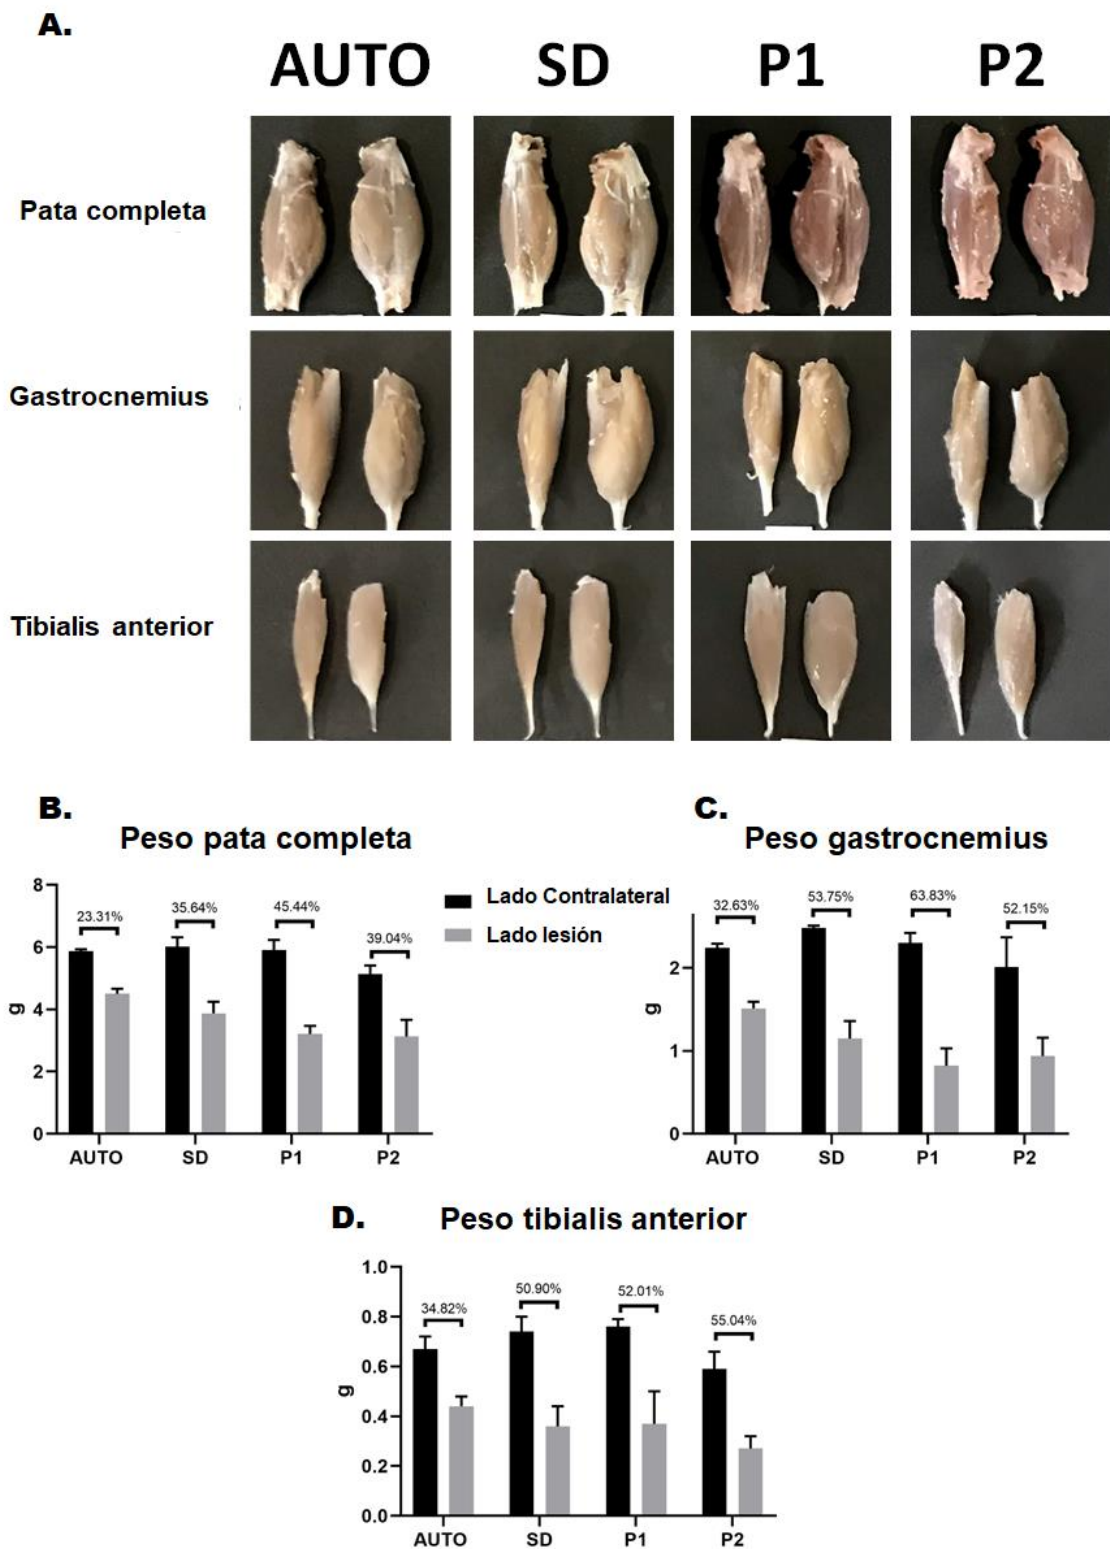 A.
AUTO SD P1 P2
Pata completa
Gastrocnemius
Tibialis anterior
B.
Peso pata completa
8
6
4
2
0
g
23.31%
35.64%
45.44%
39.04%
AUTO SD P1 P2
Lado Contralateral
Lado lesión
C.
Peso gastrocnemius
2
1
0
g
32.63%
53.75%
63.83%
52.15%
AUTO SD P1 P2
D.
Peso tibialis anterior
1.0
0.8
0.6
0.4
0.2
0.0
g
34.82%
50.90%
52.01%
55.04%
AUTO SD P1 P2